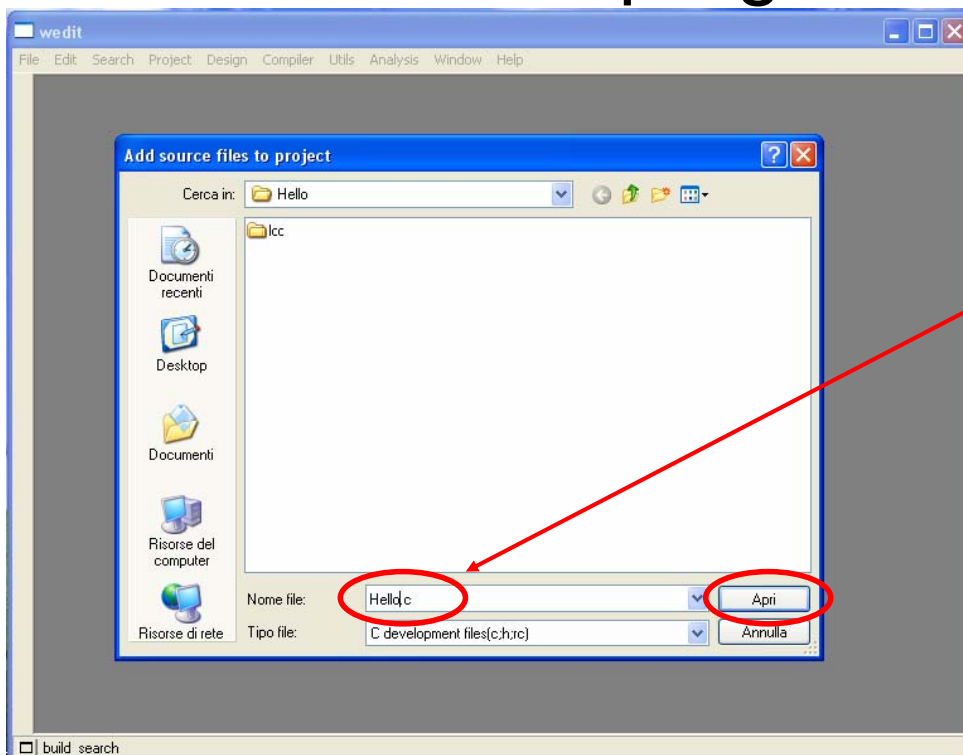 wedit
File Edit Search Project Design Compiler Utils Analysis Window Help
Add source files to project
Cerca in: Hello
lcc
Documenti
recenti
Desktop
Documenti
Risorse del
computer
Risorse di rete
Nome file: Hello.c Apri
Tipo file: C development files(c;h;rc) Annulla
build search